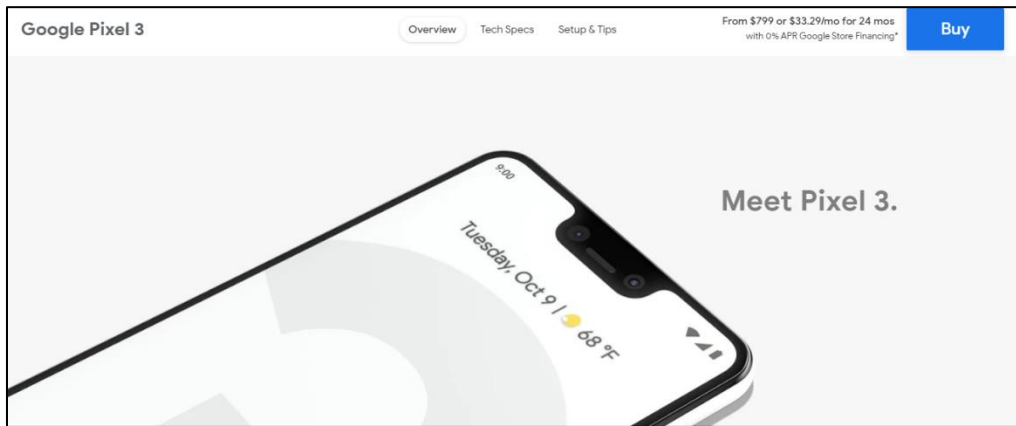 Google Pixel 3
Overview
Tech Specs
Setup & Tips
From $799 or $33.29/mo for 24 mos
with 0% APR Google Store Financing*
Buy
9:00
Tuesday, Oct 9 | 68 °F
Meet Pixel 3.